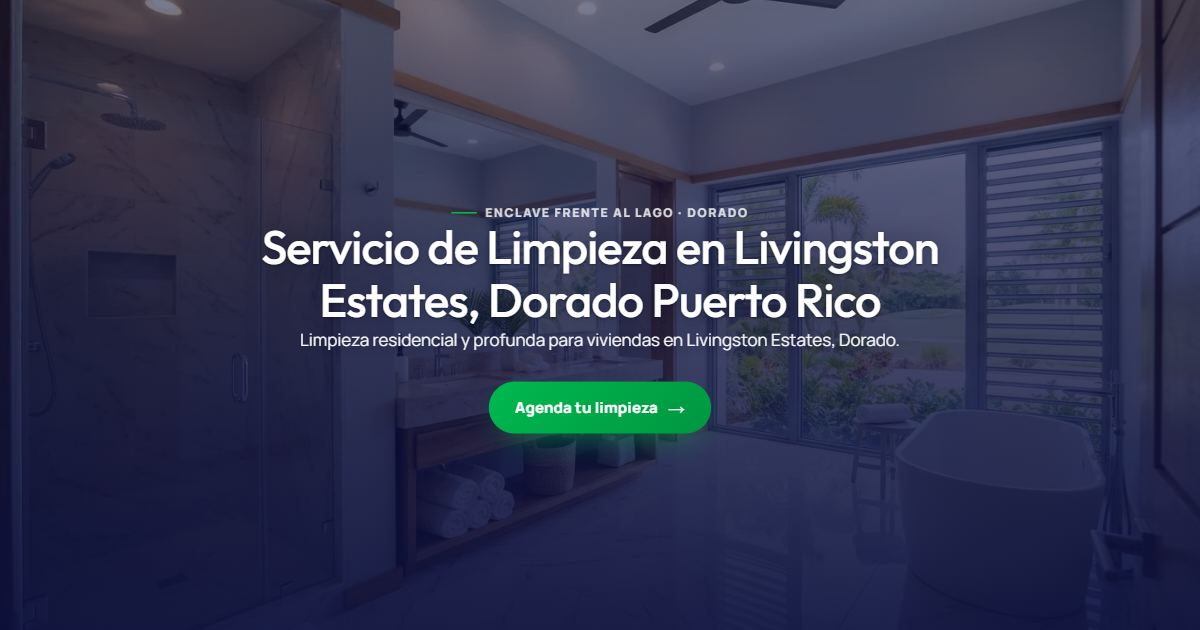 ENCLAVE FRENTE AL LAGO · DORADO
Servicio de Limpieza en Livingston
Estates, Dorado Puerto Rico
Limpieza residencial y profunda para viviendas en Livingston Estates, Dorado.
Agenda tu limpieza →